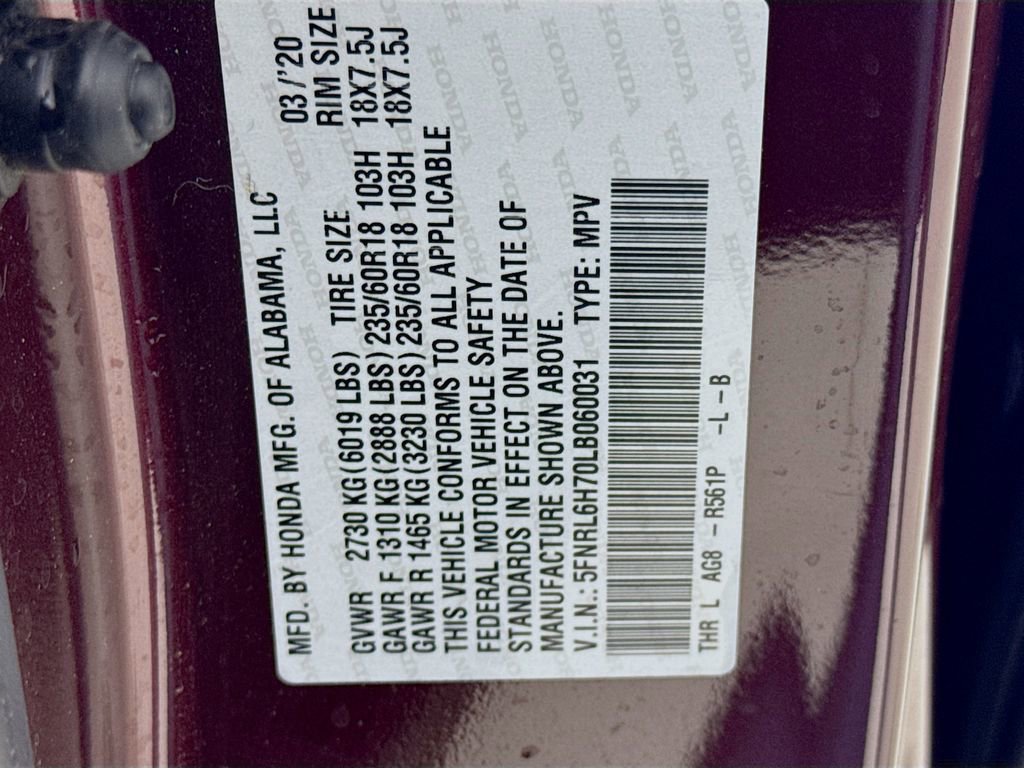 MFD. BY HONDA MFG. OF ALABAMA, LLC 03/'20
GVWR 2730 KG(6019 LBS) TIRE SIZE RIM SIZE
GAWR F 1310 KG(2888 LBS) 235/60R18 103H 18X7.5J
GAWR R 1465 KG(3230 LBS) 235/60R18 103H 18X7.5J
THIS VEHICLE CONFORMS TO ALL APPLICABLE
FEDERAL MOTOR VEHICLE SAFETY
STANDARDS IN EFFECT ON THE DATE OF
MANUFACTURE SHOWN ABOVE.
V.I.N.: 5FNRL6H70LB060031 TYPE: MPV
THR L AG8 -R561P -L-B